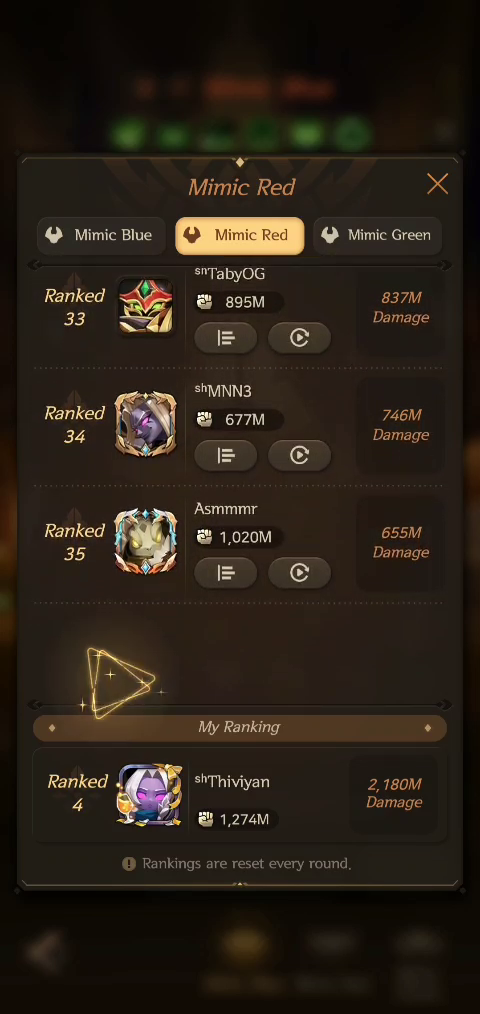 Mimic Red
Mimic Blue
Mimic Red
Mimic Green
Ranked
33
snTabyOG
895M
837M
Damage
Ranked
34
shMNN3
677M
746M
Damage
Ranked
35
Asmmmr
1,020M
655M
Damage
My Ranking
Ranked
4
shThiviyan
1,274M
2,180M
Damage
Rankings are reset every round.